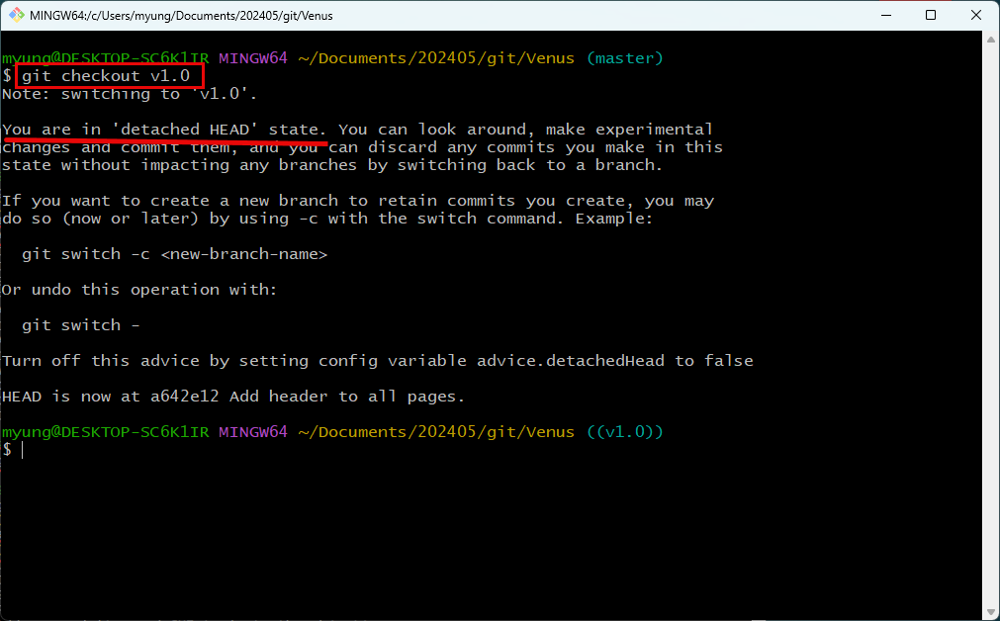 MINGW64:/c/Users/myung/Documents/202405/git/Venus
myung@DESKTOP-SC6K1IR MINGW64 ~/Documents/202405/git/Venus (master)
$ git checkout v1.0
Note: switching to 'v1.0'.
You are in 'detached HEAD' state. You can look around, make experimental
changes and commit them, and you can discard any commits you make in this
state without impacting any branches by switching back to a branch.
If you want to create a new branch to retain commits you create, you may
do so (now or later) by using -c with the switch command. Example:
git switch -c <new-branch-name>
Or undo this operation with:
git switch -
Turn off this advice by setting config variable advice.detachedHead to false
HEAD is now at a642e12 Add header to all pages.
myung@DESKTOP-SC6K1IR MINGW64 ~/Documents/202405/git/Venus ((v1.0))
$